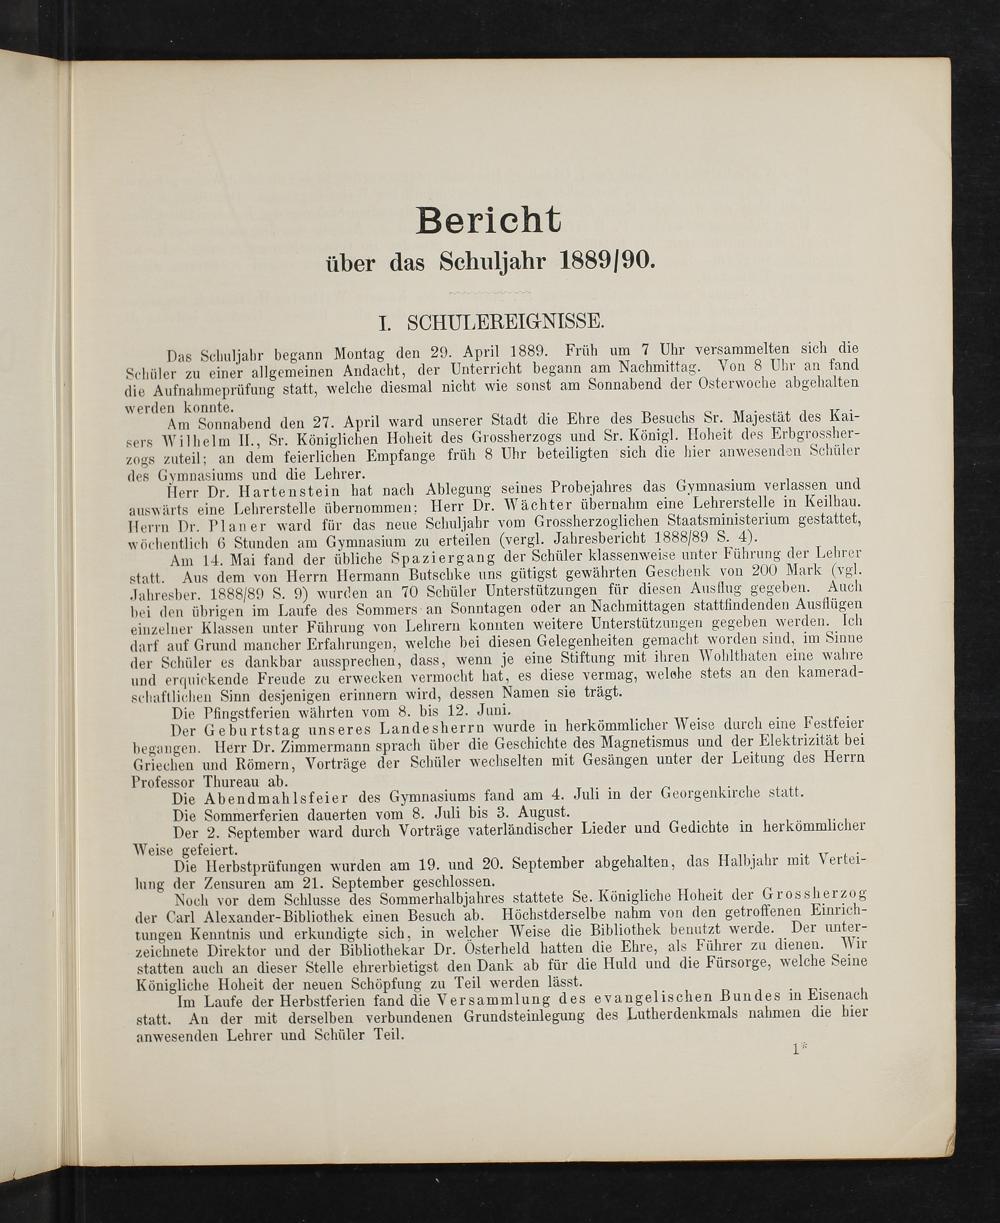 Bericht
über das Schuljahr 1889/90.
I. SCHULEREIGNISSE.
Das Schuljahr begann Montag den 29. April 1889. Früh um 7 Uhr versammelten sich die
Schüler zu einer allgemeinen Andacht, der Unterricht begann am Nachmittag. Von 8 Uhr an fand
die Aufnahmeprüfung statt, welche diesmal nicht wie sonst am Sonnabend der Osterwoche abgehalten
werden konnte.
Am Sonnabend den 27. April ward unserer Stadt die Ehre des Besuchs Sr. Majestät des Kai-
sers Wilhelm II., Sr. Königlichen Hoheit des Grossherzogs und Sr. Königl. Hoheit des Erbgrossher-
zogs zuteil; an dem feierlichen Empfange früh 8 Uhr beteiligten sich die hier anwesenden Schüler
des Gymnasiums und die Lehrer.
Herr Dr. Hartenstein hat nach Ablegung seines Probejahres das Gymnasium verlassen und
auswärts eine Lehrerstelle übernommen; Herr Dr. Wächter übernahm eine Lehrerstelle in Keilhau.
Herrn Dr. Planer ward für das neue Schuljahr vom Grossherzoglichen Staatsministerium gestattet,
wöchentlich 6 Stunden am Gymnasium zu erteilen (vergl. Jahresbericht 1888/89 S. 4).
Am 14. Mai fand der übliche Spaziergang der Schüler klassenweise unter Führung der Lehrer
statt. Aus dem von Herrn Hermann Butschke uns gütigst gewährten Geschenk von 200 Mark (vgl.
Jahresber. 1888/89 S. 9) wurden an 70 Schüler Unterstützungen für diesen Ausflug gegeben. Auch
bei den übrigen im Laufe des Sommers an Sonntagen oder an Nachmittagen stattfindenden Ausflügen
einzelner Klassen unter Führung von Lehrern konnten weitere Unterstützungen gegeben werden. Ich
darf auf Grund mancher Erfahrungen, welche bei diesen Gelegenheiten gemacht worden sind, im Sinne
der Schüler es dankbar aussprechen, dass, wenn je eine Stiftung mit ihren Wohlthaten eine wahre
und erquickende Freude zu erwecken vermocht hat, es diese vermag, welche stets an den kamerad-
schaftlichen Sinn desjenigen erinnern wird, dessen Namen sie trägt.
Die Pfingstferien währten vom 8. bis 12. Juni.
Der Geburtstag unseres Landesherrn wurde in herkömmlicher Weise durch eine Festfeier
begangen. Herr Dr. Zimmermann sprach über die Geschichte des Magnetismus und der Elektrizität bei
Griechen und Römern, Vorträge der Schüler wechselten mit Gesängen unter der Leitung des Herrn
Professor Thureau ab.
Die Abendmahlsfeier des Gymnasiums fand am 4. Juli in der Georgenkirche statt.
Die Sommerferien dauerten vom 8. Juli bis 3. August.
Der 2. September ward durch Vorträge vaterländischer Lieder und Gedichte in herkömmlicher
Weise gefeiert.
Die Herbstprüfungen wurden am 19. und 20. September abgehalten, das Halbjahr mit Vertei-
lung der Zensuren am 21. September geschlossen.
Noch vor dem Schlusse des Sommerhalbjahres stattete Se. Königliche Hoheit der Grossherzog
der Carl Alexander-Bibliothek einen Besuch ab. Höchstderselbe nahm von den getroffenen Einrich-
tungen Kenntnis und erkundigte sich, in welcher Weise die Bibliothek benutzt werde. Der unter-
zeichnete Direktor und der Bibliothekar Dr. Österheld hatten die Ehre, als Führer zu dienen. Wir
statten auch an dieser Stelle ehrerbietigst den Dank ab für die Huld und die Fürsorge, welche Seine
Königliche Hoheit der neuen Schöpfung zu Teil werden lässt.
Im Laufe der Herbstferien fand die Versammlung des evangelischen Bundes in Eisenach
statt. An der mit derselben verbundenen Grundsteinlegung des Lutherdenkmals nahmen die hier
anwesenden Lehrer und Schüler Teil.
1*